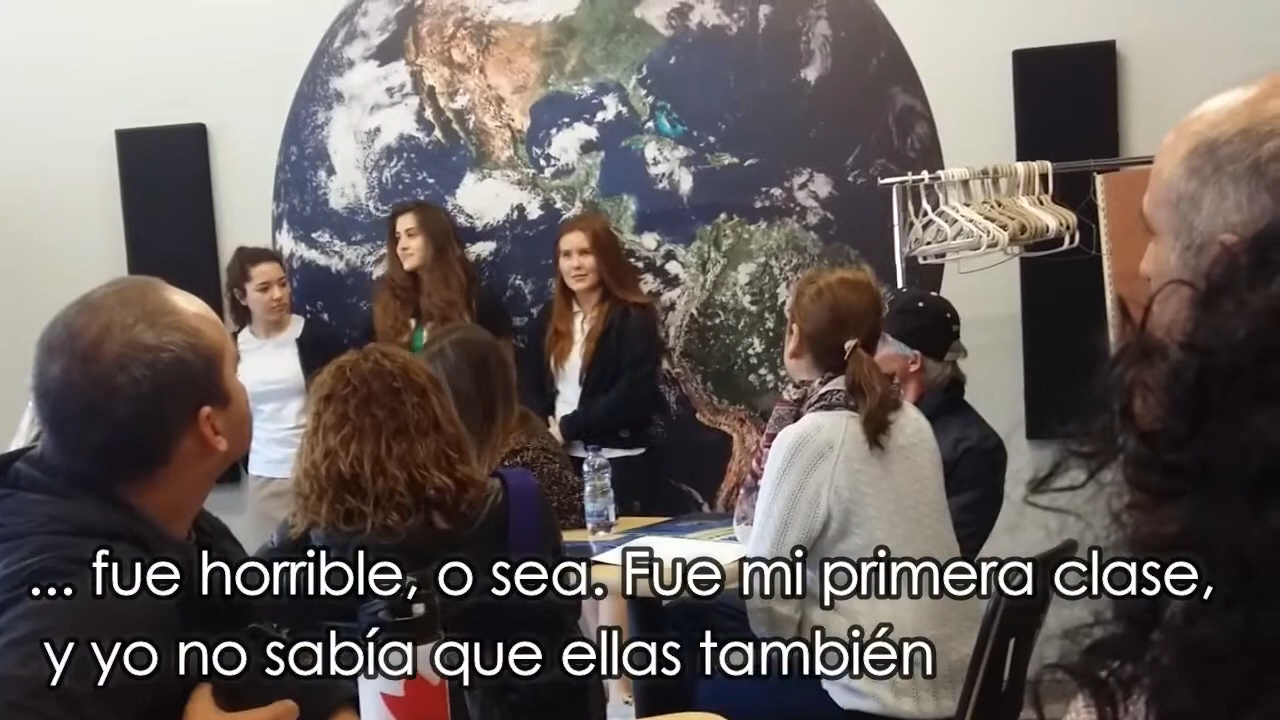 ... fue horrible, o sea. Fue mi primera clase,
y yo no sabía que ellas también